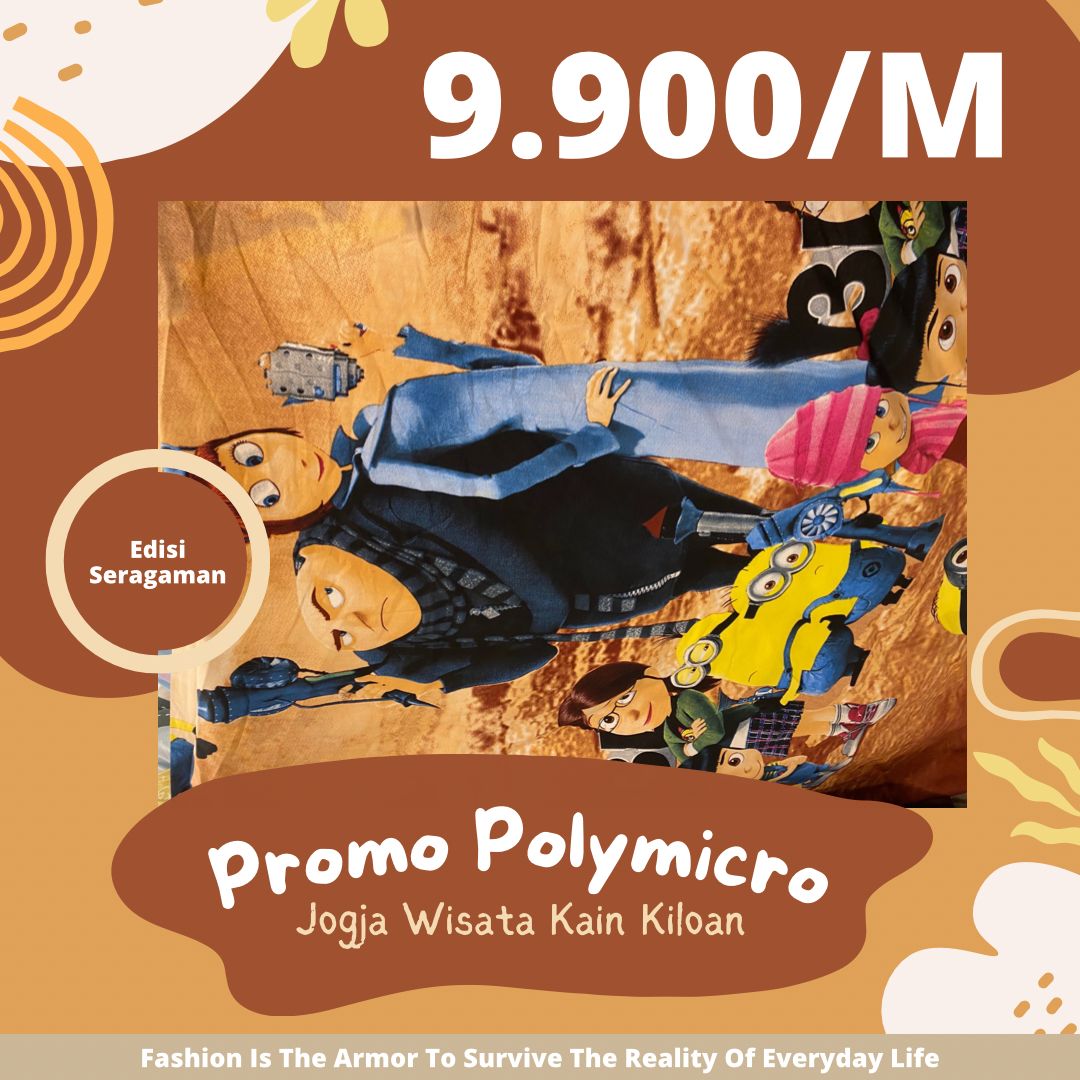 9.900/M
Edisi
Seragaman
Promo Polymicro
Jogja Wisata Kain Kiloan
Fashion Is The Armor To Survive The Reality Of Everyday Life